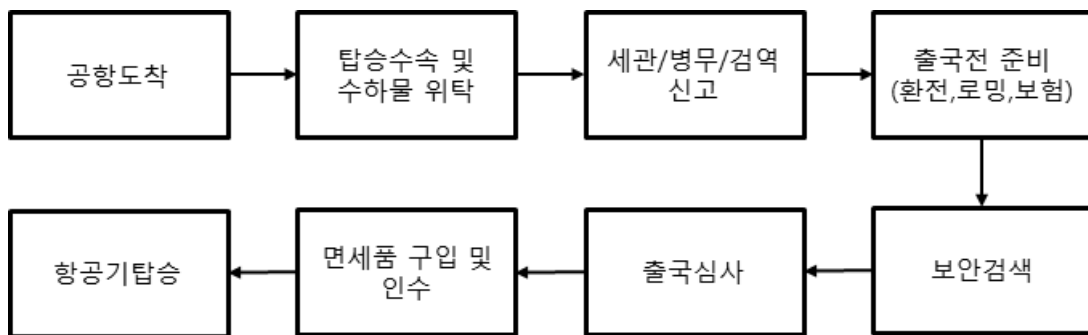 공항도착
탑승수속 및
수하물 위탁
세관/병무/검역
신고
출국전 준비
(환전,로밍,보험)
보안검색
출국심사
면세품 구입 및
인수
항공기탑승